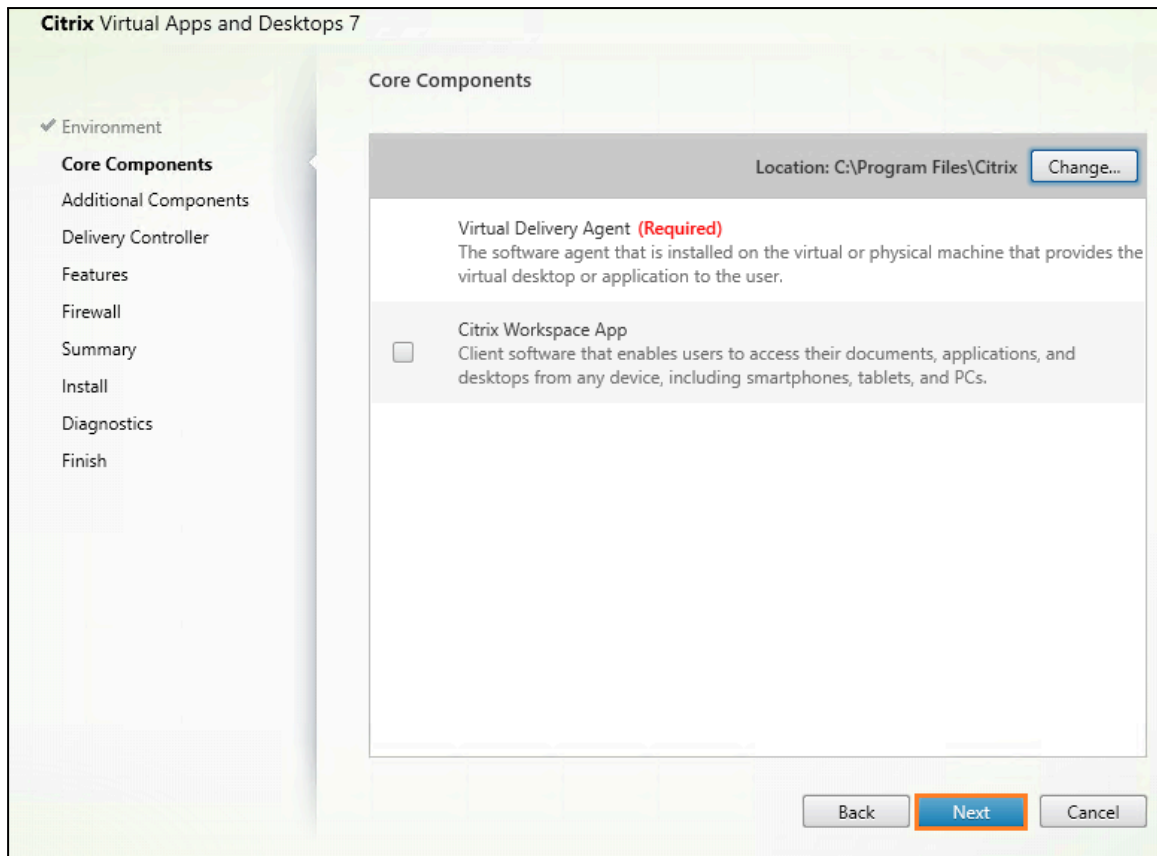 Citrix Virtual Apps and Desktops 7
Core Components
Environment
Core Components
Additional Components
Delivery Controller
Features
Firewall
Summary
Install
Diagnostics
Finish
Location: C:\Program Files\Citrix Change...
Virtual Delivery Agent (Required)
The software agent that is installed on the virtual or physical machine that provides the
virtual desktop or application to the user.
Citrix Workspace App
Client software that enables users to access their documents, applications, and
desktops from any device, including smartphones, tablets, and PCs.
Back Next Cancel